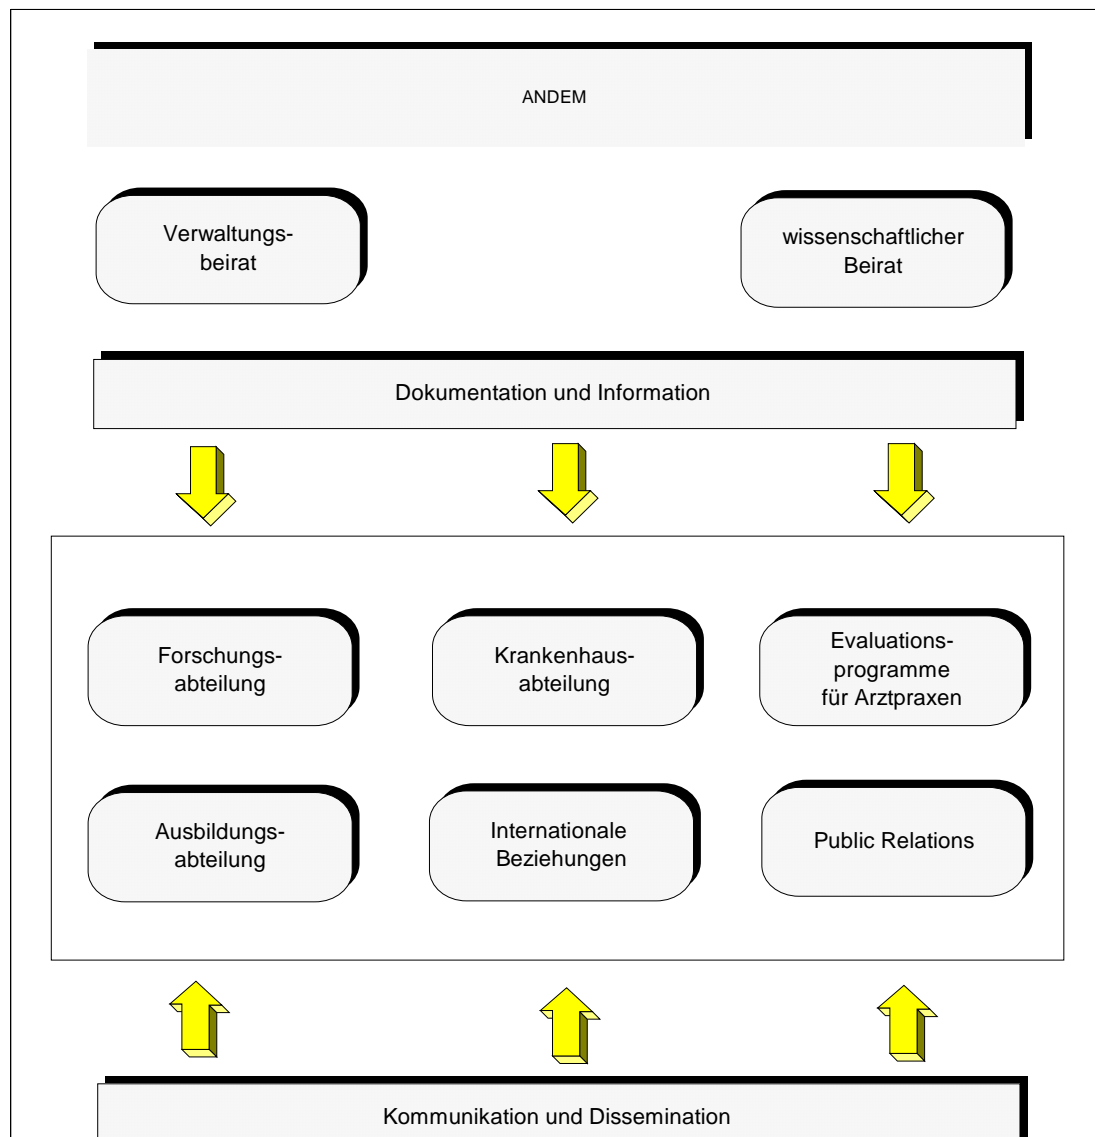 ANDEM
Verwaltungs-
beirat
wissenschaftlicher
Beirat
Dokumentation und Information
Forschungs-
abteilung
Krankenhaus-
abteilung
Evaluations-
programme
für Arztpraxen
Ausbildungs-
abteilung
Internationale
Beziehungen
Public Relations
Kommunikation und Dissemination